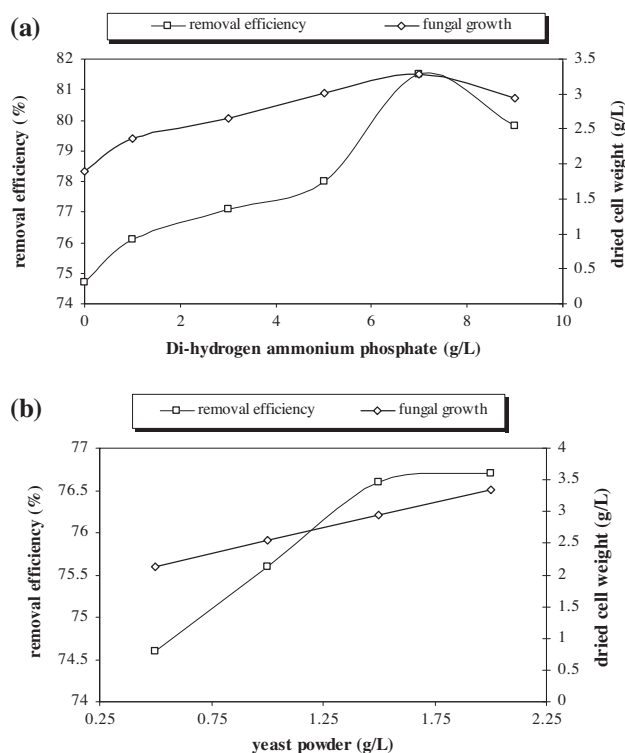 (a)
removal efficiency fungal growth
82
81
80
79
78
77
76
75
74
removal efficiency (%)
3.5
3
2.5
2
1.5
1
0.5
0
dried cell weight (g/L)
0 2 4 6 8 10
Di-hydrogen ammonium phosphate (g/L)
(b)
removal efficiency fungal growth
77
76.5
76
75.5
75
74.5
74
removal efficiency (%)
4
3.5
3
2.5
2
1.5
1
0.5
0
dried cell weight (g/L)
0.25 0.75 1.25 1.75 2.25
yeast powder (g/L)